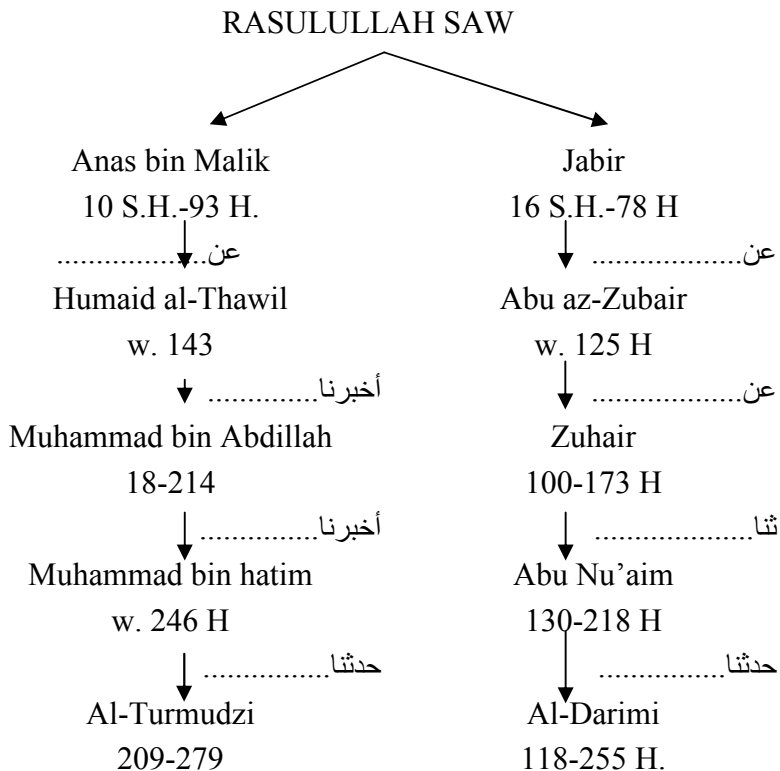 RASULULLAH SAW
Anas bin Malik
10 S.H.-93 H.
عن...................
Humaid al-Thawil
w. 143
أخبرنا..............
Muhammad bin Abdillah
18-214
أخبرنا...............
Muhammad bin hatim
w. 246 H
حدثنا................
Al-Turmudzi
209-279
Jabir
16 S.H.-78 H
عن...................
Abu az-Zubair
w. 125 H
عن...................
Zuhair
100-173 H
ثنا....................
Abu Nu’aim
130-218 H
حدثنا................
Al-Darimi
118-255 H.